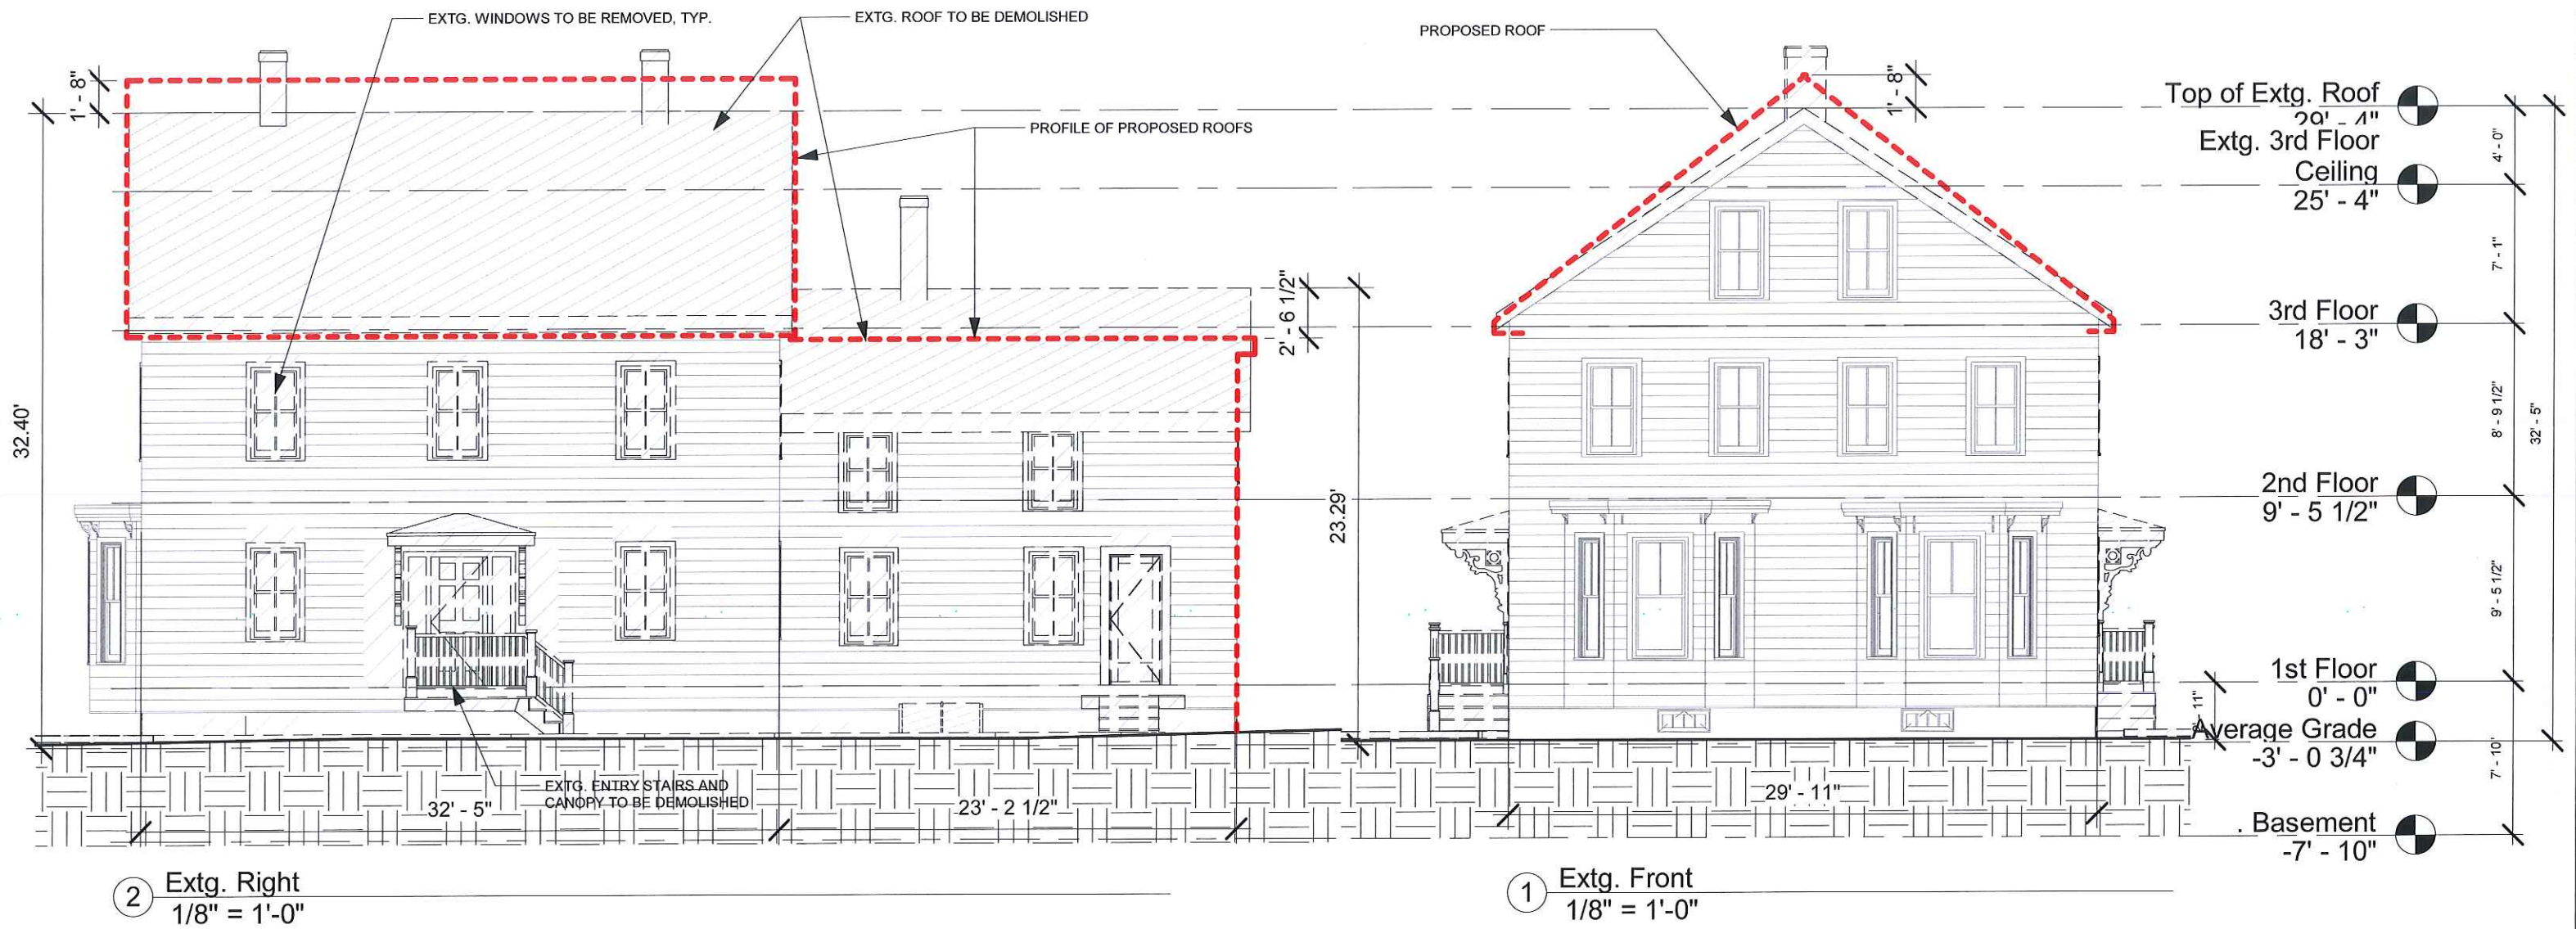 EXTG. WINDOWS TO BE REMOVED, TYP.
EXTG. ROOF TO BE DEMOLISHED
PROPOSED ROOF
PROFILE OF PROPOSED ROOFS
1' - 8"
1' - 8"
32.40'
2' - 6 1/2"
23.29'
Top of Extg. Roof
29' - 4"
Extg. 3rd Floor
Ceiling
25' - 4"
3rd Floor
18' - 3"
2nd Floor
9' - 5 1/2"
1st Floor
0' - 0"
Average Grade
-3' - 0 3/4"
Basement
-7' - 10"
4' - 0"
7' - 1"
8' - 9 1/2"
9' - 5 1/2"
7' - 10"
32' - 5"
11"
EXTG. ENTRY STAIRS AND
CANOPY TO BE DEMOLISHED
32' - 5"
23' - 2 1/2"
29' - 11"
2 Extg. Right
1/8" = 1'-0"
1 Extg. Front
1/8" = 1'-0"